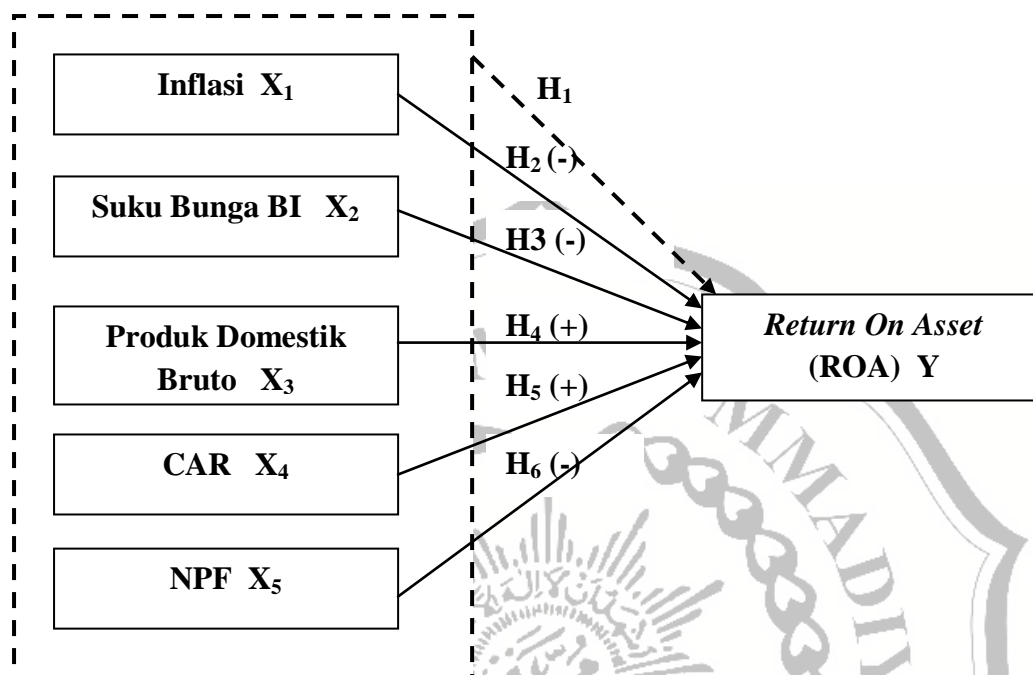 Inflasi X₁
H₁
H₂ (-)
Suku Bunga BI X₂
H3 (-)
Produk Domestik
Bruto X₃
H₄ (+)
Return On Asset
(ROA) Y
H₅ (+)
CAR X₄
H₆ (-)
NPF X₅
MMADIY